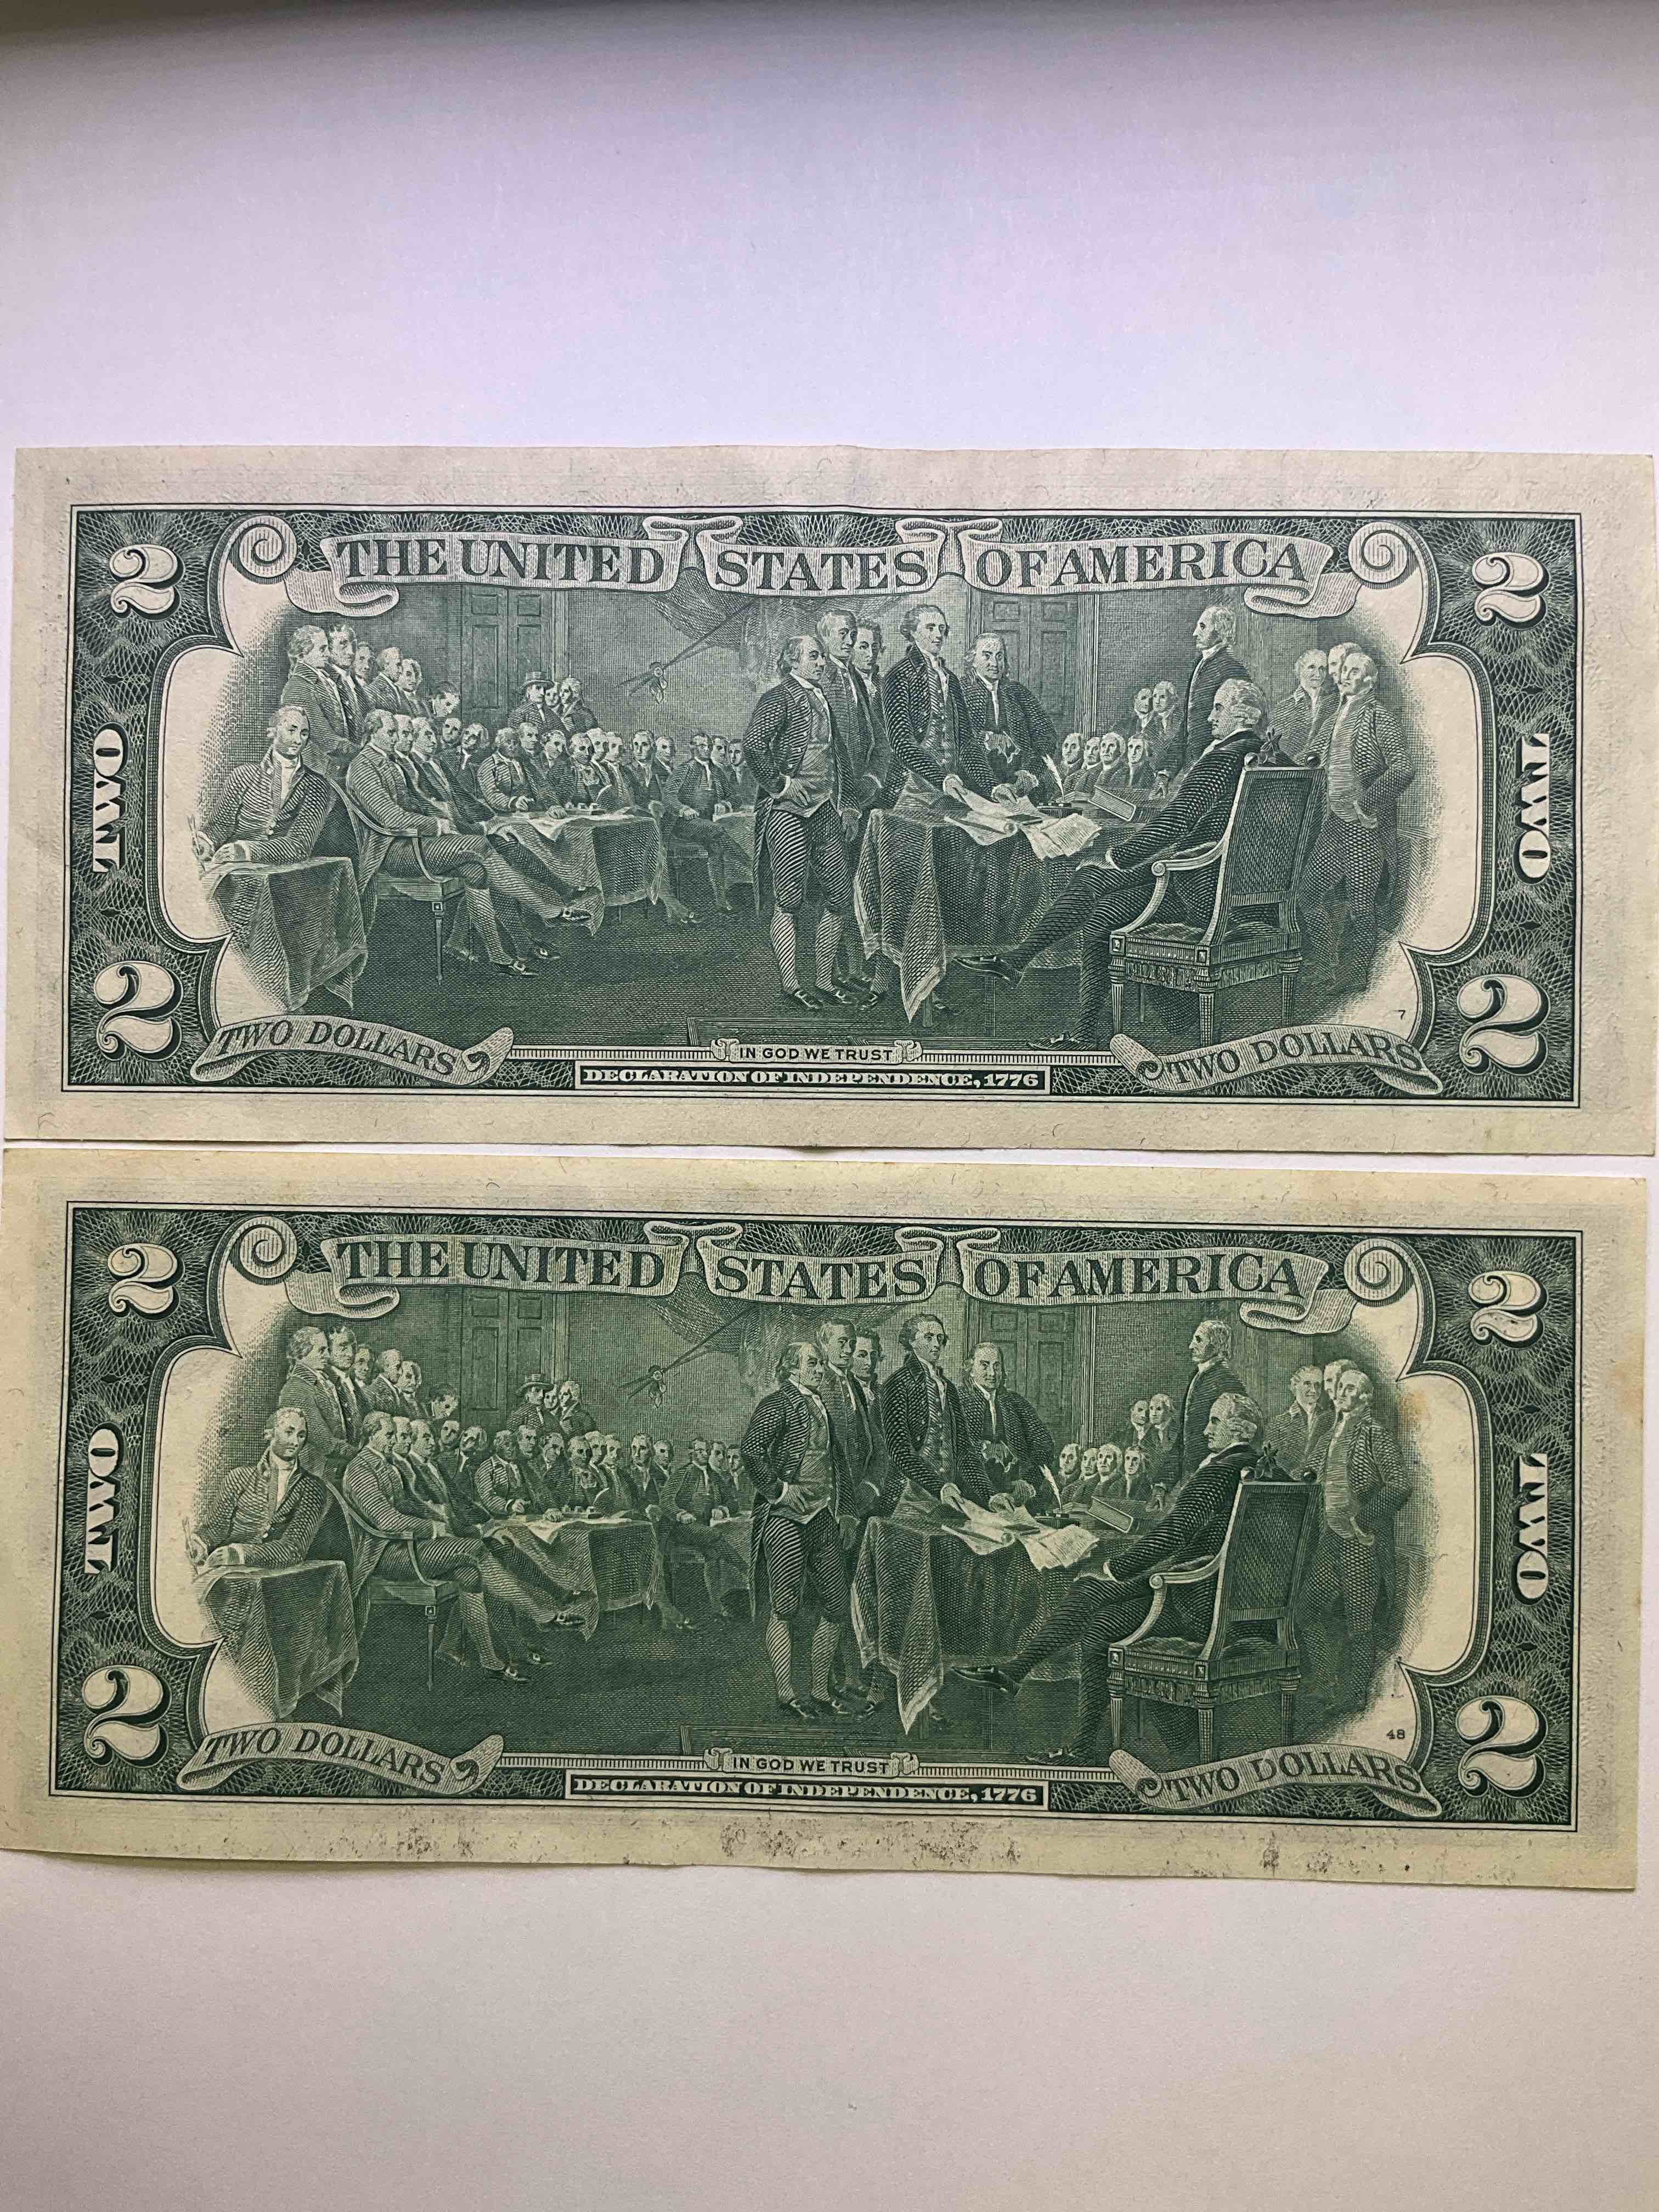 2 THE UNITED STATES OF AMERICA 2
TWO
TWO
7
2 TWO DOLLARS IN GOD WE TRUST TWO DOLLARS 2
DECLARATION OF INDEPENDENCE, 1776
2 THE UNITED STATES OF AMERICA 2
TWO
TWO
48
2 TWO DOLLARS IN GOD WE TRUST TWO DOLLARS 2
DECLARATION OF INDEPENDENCE, 1776